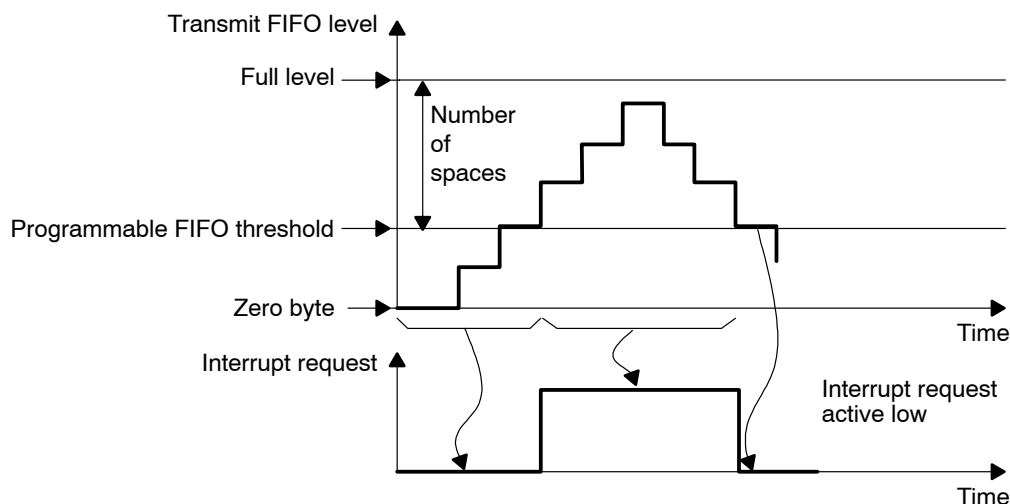 Transmit FIFO level
Full level
Number
of
spaces
Programmable FIFO threshold
Zero byte
Time
Interrupt request
Interrupt request
active low
Time